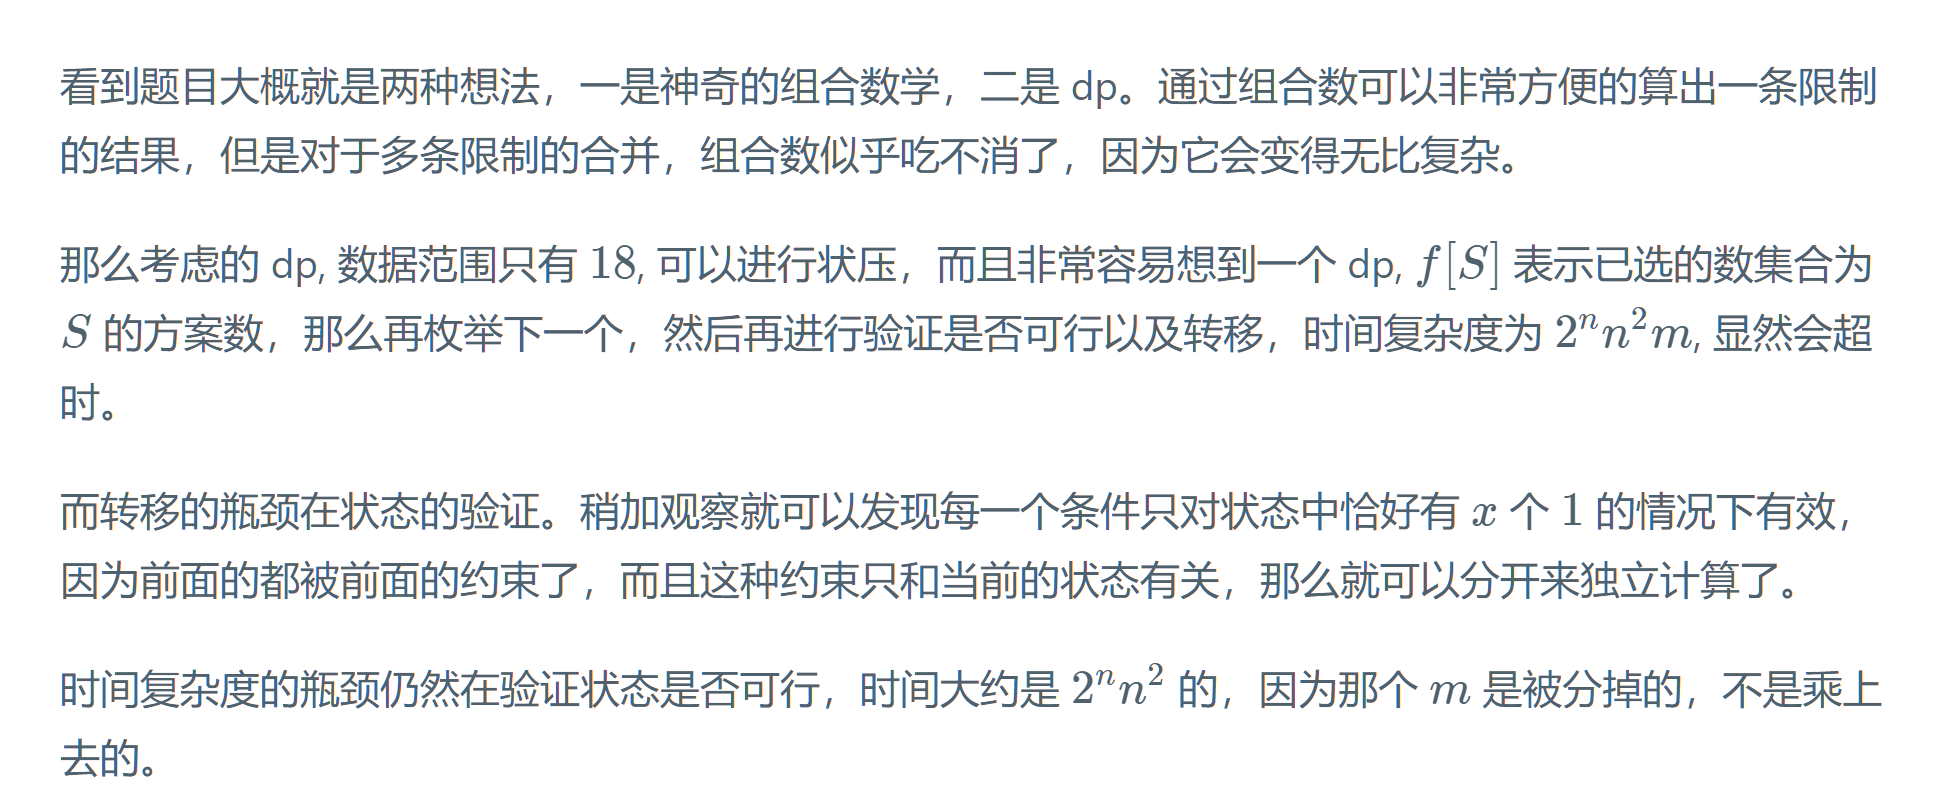 看到题目大概就是两种想法，一是神奇的组合数学，二是 dp。通过组合数可以非常方便的算出一条限制
的结果，但是对于多条限制的合并，组合数似乎吃不消了，因为它会变得无比复杂。
那么考虑的 dp, 数据范围只有 18, 可以进行状压，而且非常容易想到一个 dp, f[S] 表示已选的数集合为
S 的方案数，那么再枚举下一个，然后再进行验证是否可行以及转移，时间复杂度为 2ⁿn²m, 显然会超
时。
而转移的瓶颈在状态的验证。稍加观察就可以发现每一个条件只对状态中恰好有 x 个 1 的情况下有效，
因为前面的都被前面的约束了，而且这种约束只和当前的状态有关，那么就可以分开来独立计算了。
时间复杂度的瓶颈仍然在验证状态是否可行，时间大约是 2ⁿn² 的，因为那个 m 是被分掉的，不是乘上
去的。